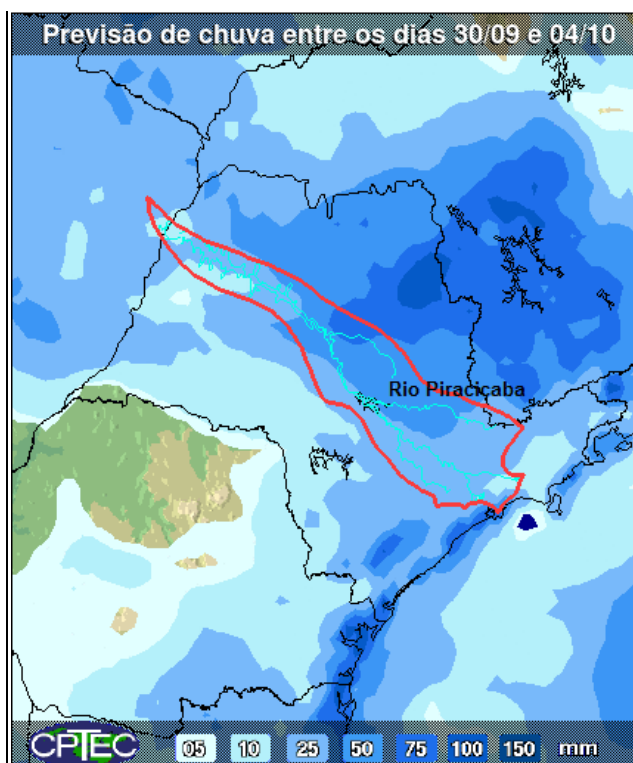 Previsão de chuva entre os dias 30/09 e 04/10
Rio Piracicaba
CPTEC 05 10 25 50 75 100 150 mm